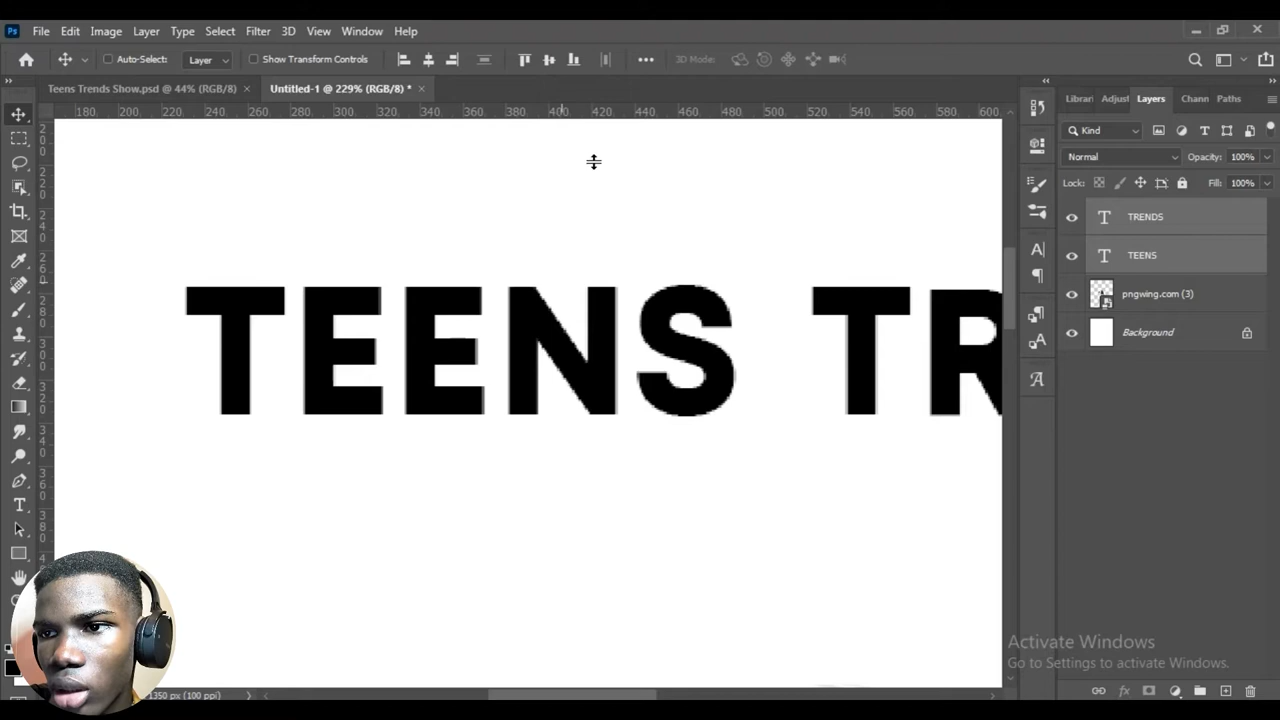 Ps File Edit Image Layer Type Select Filter 3D View Window Help
Auto-Select: Layer Show Transform Controls 3D Mode:
Teens Trends Show.psd @ 44% (RGB/8) × Untitled-1 @ 229% (RGB/8) * ×
180 200 220 240 260 280 300 320 340 360 380 400 420 440 460 480 500 520 540 560 580 600
Librar Adjust Layers Chann Paths
Kind
Normal Opacity: 100%
Lock: Fill: 100%
TRENDS
TEENS
pngwing.com (3)
Background
TEENS TR
Activate Windows
Go to Settings to activate Windows.
1350 px (100 ppi)